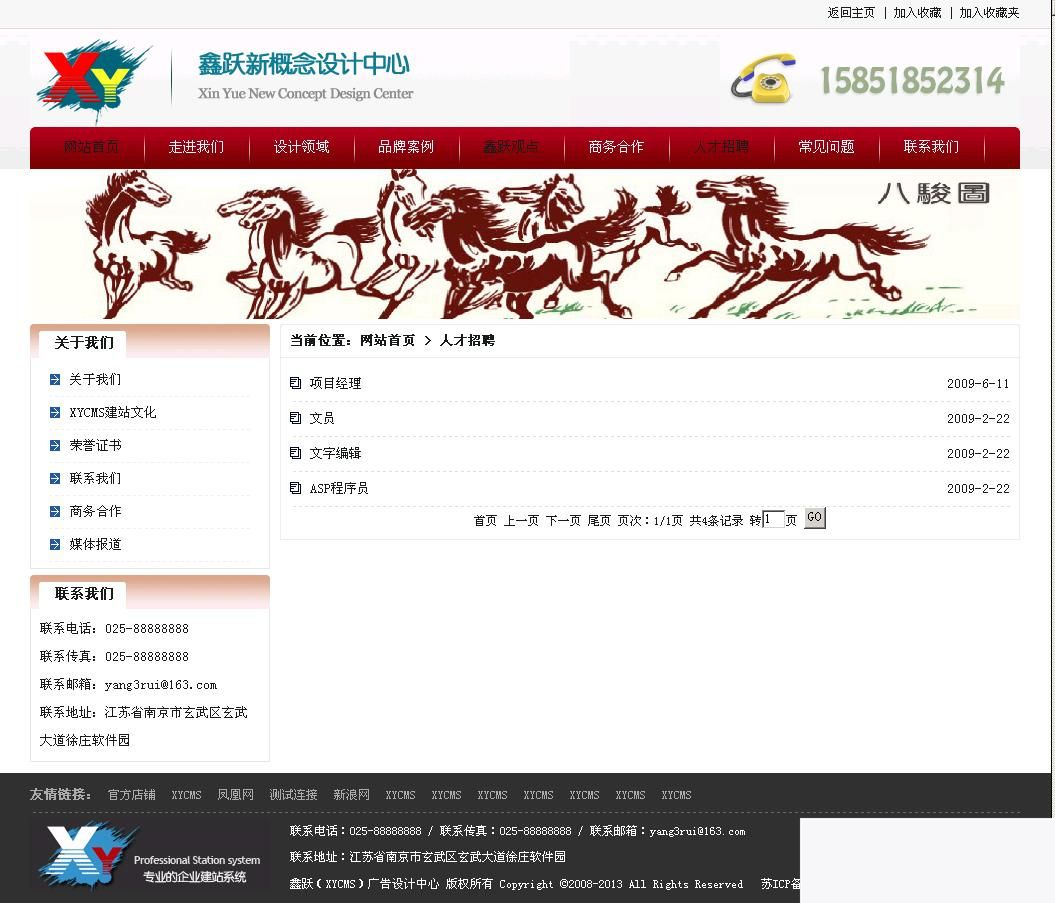 返回主页 | 加入收藏 | 加入收藏夹
XY
鑫跃新概念设计中心
Xin Yue New Concept Design Center
15851852314
网站首页 走进我们 设计领域 品牌案例 鑫跃观点 商务合作 人才招聘 常见问题 联系我们
八駿圖
关于我们
关于我们
XYCMS建站文化
荣誉证书
联系我们
商务合作
媒体报道
当前位置：网站首页 > 人才招聘
项目经理 2009-6-11
文员 2009-2-22
文字编辑 2009-2-22
ASP程序员 2009-2-22
首页 上一页 下一页 尾页 页次：1/1页 共4条记录 转1页 GO
联系我们
联系电话：025-88888888
联系传真：025-88888888
联系邮箱：yang3rui@163.com
联系地址：江苏省南京市玄武区玄武
大道徐庄软件园
友情链接： 官方店铺 XYCMS 凤凰网 测试连接 新浪网 XYCMS XYCMS XYCMS XYCMS XYCMS XYCMS XYCMS
XY
Professional Station system
专业的企业建站系统
联系电话：025-88888888 / 联系传真：025-88888888 / 联系邮箱：yang3rui@163.com
联系地址：江苏省南京市玄武区玄武大道徐庄软件园
鑫跃（XYCMS）广告设计中心 版权所有 Copyright ©2008-2013 All Rights Reserved 苏ICP备